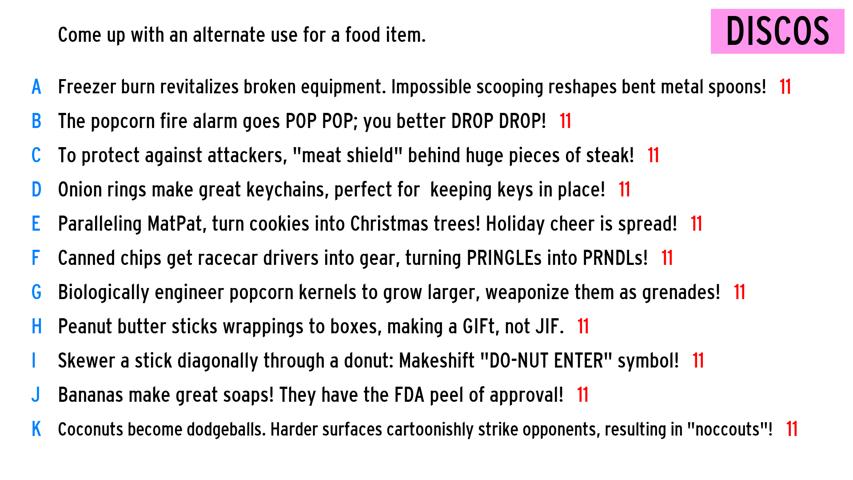 Come up with an alternate use for a food item.
DISCOS
A Freezer burn revitalizes broken equipment. Impossible scooping reshapes bent metal spoons! 11
B The popcorn fire alarm goes POP POP; you better DROP DROP! 11
C To protect against attackers, "meat shield" behind huge pieces of steak! 11
D Onion rings make great keychains, perfect for  keeping keys in place! 11
E Paralleling MatPat, turn cookies into Christmas trees! Holiday cheer is spread! 11
F Canned chips get racecar drivers into gear, turning PRINGLEs into PRNDLs! 11
G Biologically engineer popcorn kernels to grow larger, weaponize them as grenades! 11
H Peanut butter sticks wrappings to boxes, making a GIFt, not JIF. 11
I Skewer a stick diagonally through a donut: Makeshift "DO-NUT ENTER" symbol! 11
J Bananas make great soaps! They have the FDA peel of approval! 11
K Coconuts become dodgeballs. Harder surfaces cartoonishly strike opponents, resulting in "noccouts"! 11